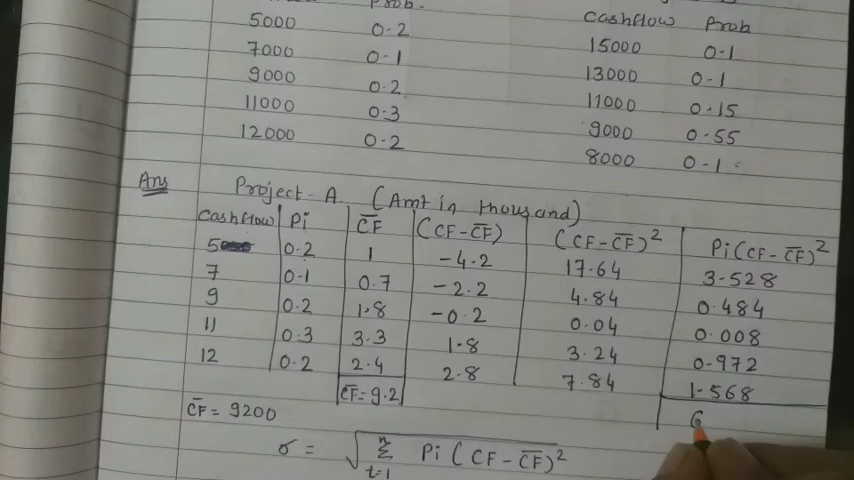 Prob.
Cashflow Prob
5000 0.2 15000 0.1
7000 0.1 13000 0.1
9000 0.2 11000 0.15
11000 0.3 9000 0.55
12000 0.2 8000 0.1
Ans Project-A (Amt in thousand)
Cashflow Pi C̅F̅ (CF-C̅F̅) (CF-C̅F̅)² Pi(CF-C̅F̅)²
5 0.2 1 -4.2 17.64 3.528
7 0.1 0.7 -2.2 4.84 0.484
9 0.2 1.8 -0.2 0.04 0.008
11 0.3 3.3 1.8 3.24 0.972
12 0.2 2.4 2.8 7.84 1.568
C̅F̅=9.2 6
C̅F̅ = 9200
σ = √ n Σ t=1 Pi (CF-C̅F̅)²